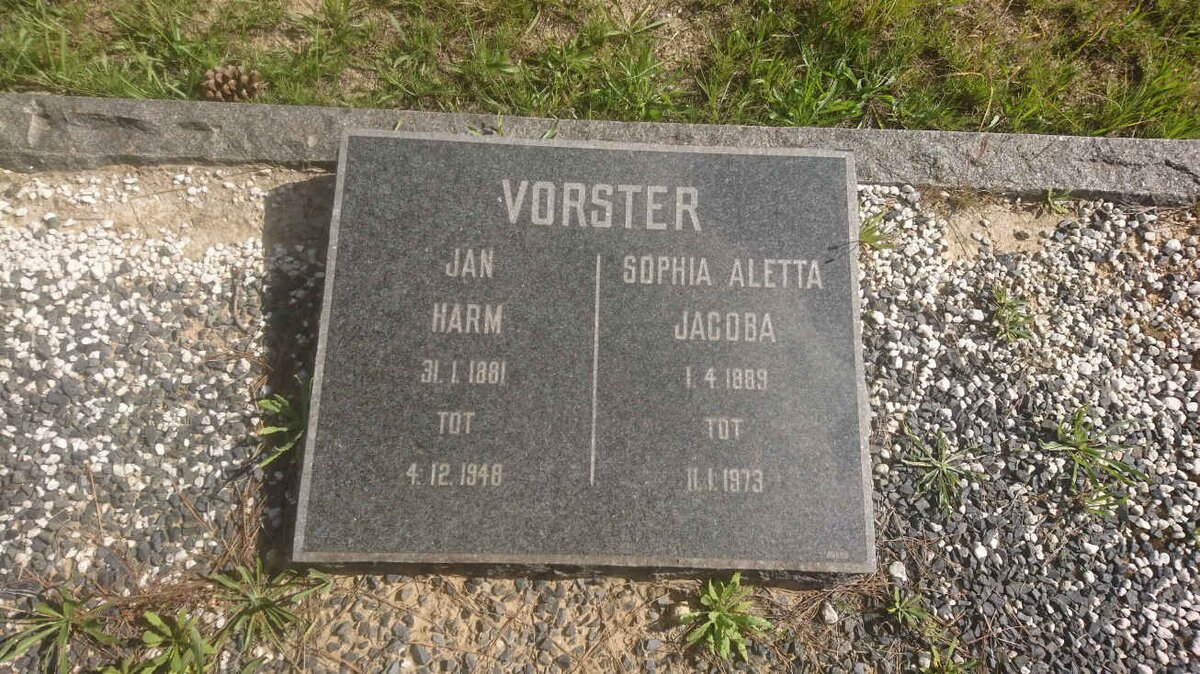 VORSTER
JAN
HARM
31.1.1881
TOT
4.12.1948
SOPHIA ALETTA
JACOBA
1.4.1889
TOT
11.1.1973